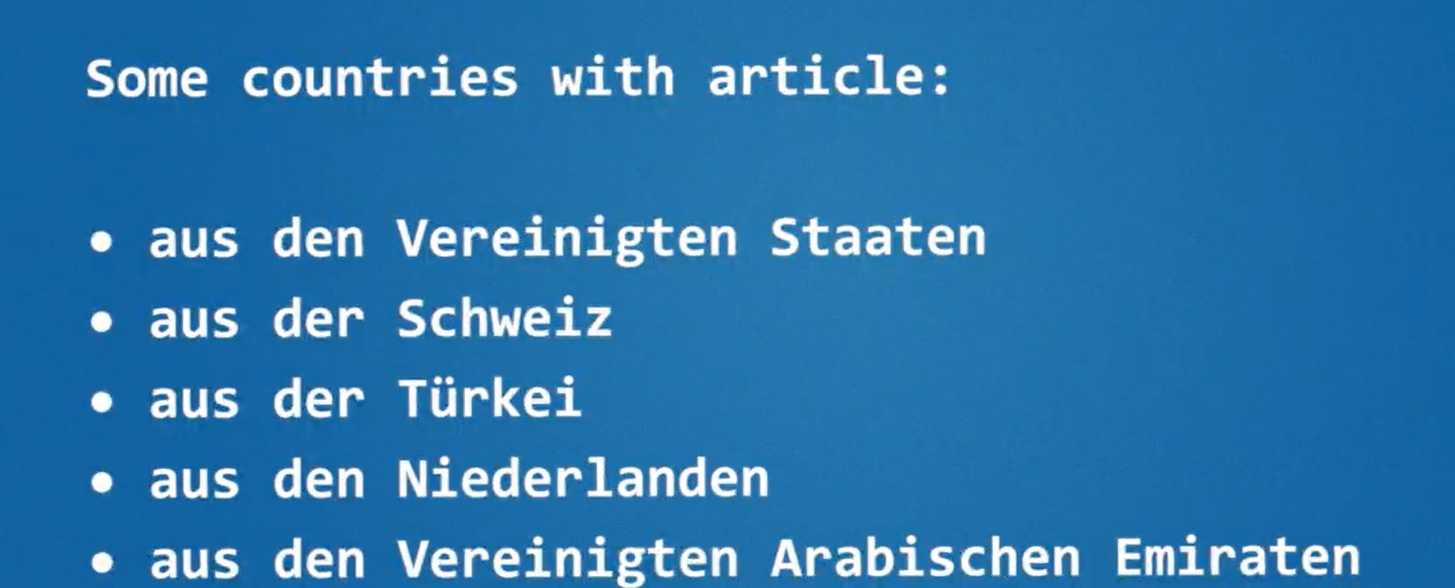 Some countries with article:
• aus den Vereinigten Staaten
• aus der Schweiz
• aus der Türkei
• aus den Niederlanden
• aus den Vereinigten Arabischen Emiraten